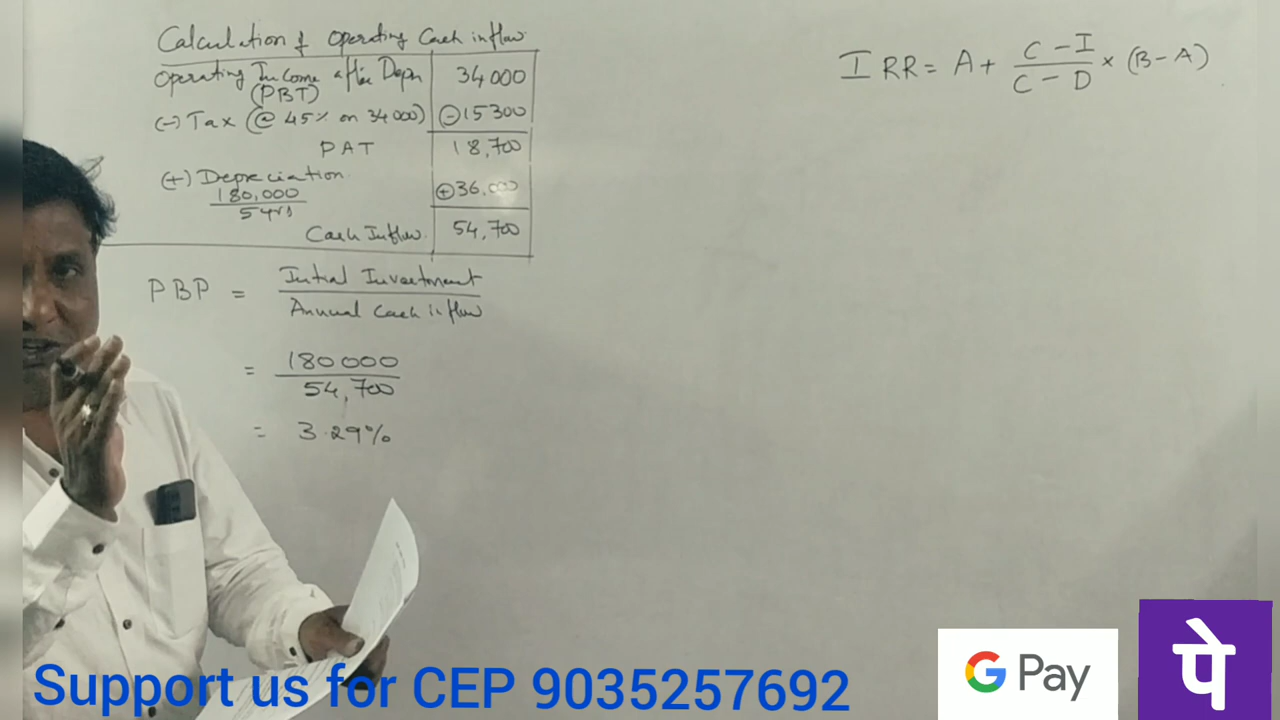 Calculation of Operating Cash inflow
Operating Income after Depn 34000
(PBT)
(-) Tax (@ 45% on 34000) (-) 15300
PAT 18,700
(+) Depreciation (+) 36,000
180,000
5 yrs
Cash Inflow 54,700
PBP = Initial Investment
Annual Cash inflow
= 180000
54,700
= 3.29%
IRR = A + C - I
C - D × (B - A)
Support us for CEP 9035257692
G Pay
पे